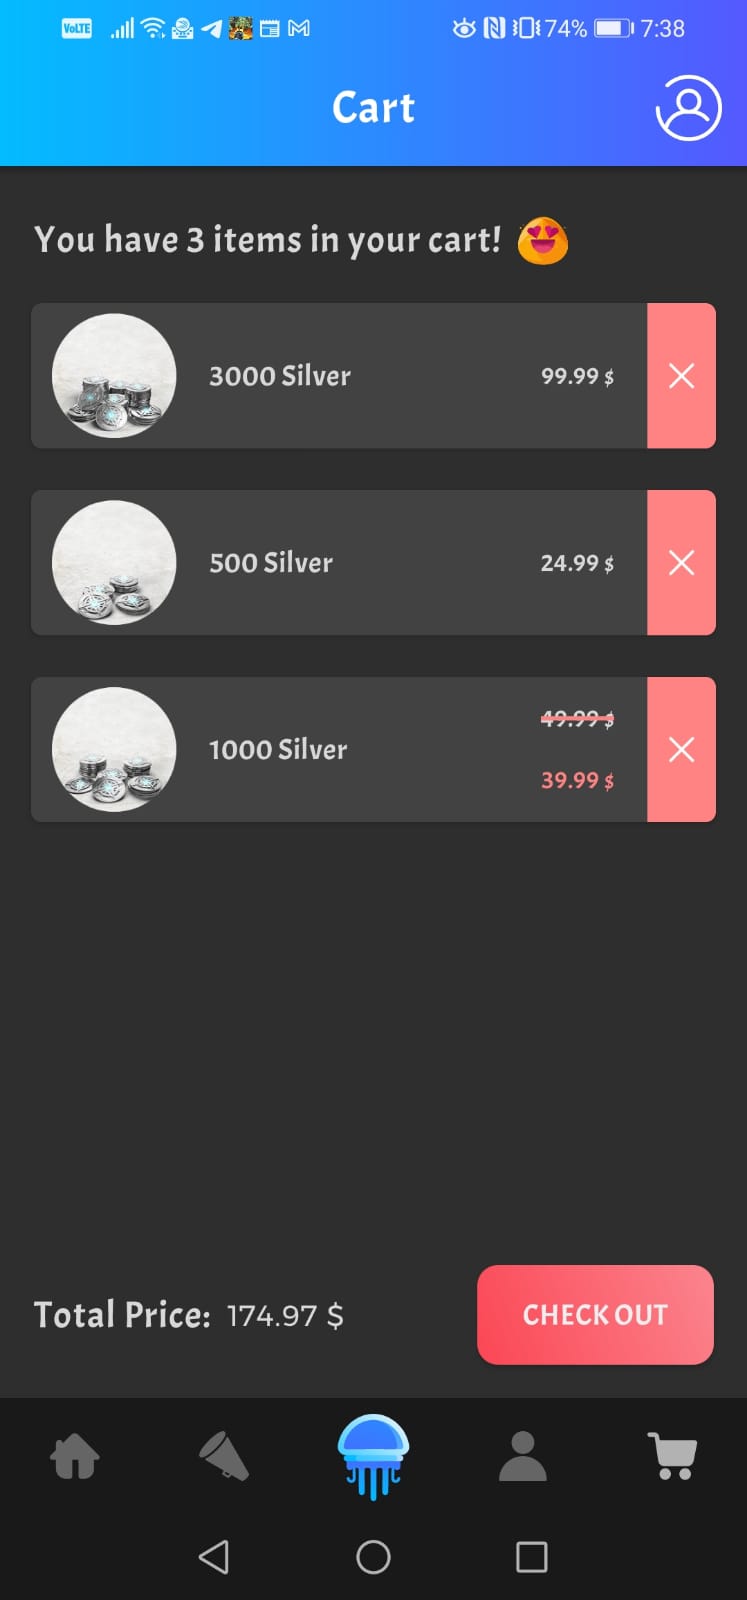 VoLTE 74% 7:38
Cart
You have 3 items in your cart!
3000 Silver 99.99 $
500 Silver 24.99 $
49.99 $
1000 Silver
39.99 $
Total Price: 174.97 $ CHECK OUT